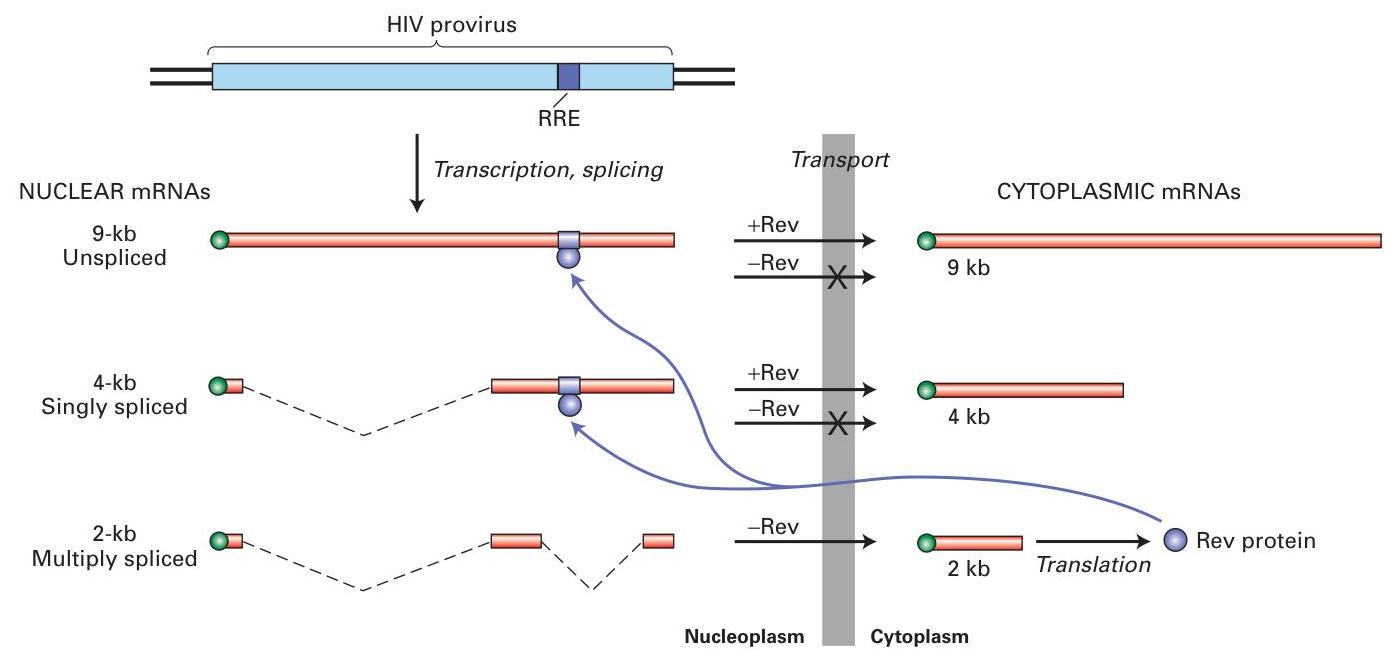 HIV provirus
RRE
Transcription, splicing
Transport
NUCLEAR mRNAs
CYTOPLASMIC mRNAs
9-kb
Unspliced
+Rev
–Rev
X
9 kb
4-kb
Singly spliced
+Rev
–Rev
X
4 kb
2-kb
Multiply spliced
–Rev
2 kb
Translation
Rev protein
Nucleoplasm
Cytoplasm